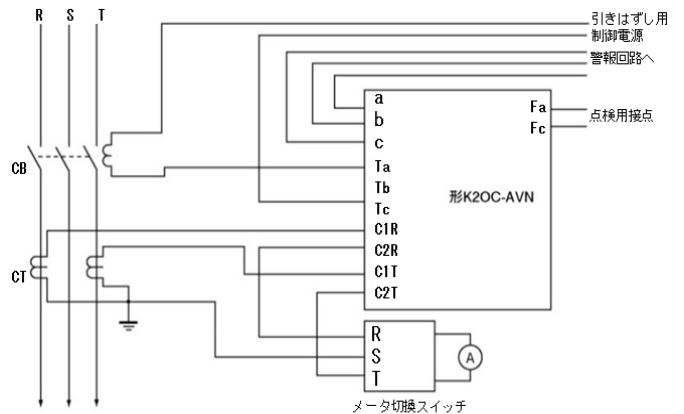 R S T
引きはずし用
制御電源
警報回路へ
a
b
c
Ta
Tb
Tc
C1R
C2R
C1T
C2T
Fa
Fc
点検用接点
形K2OC-AVN
CB
CT
R
S
T
A
メータ切換スイッチ